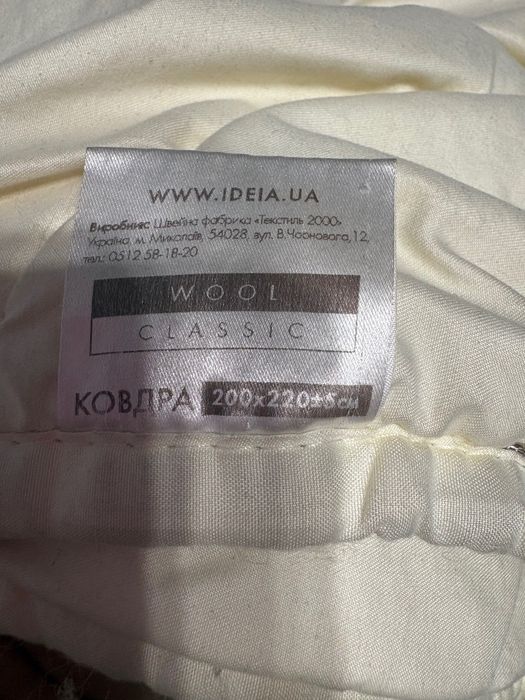 WWW.IDEIA.UA
Виробник: Швейна фабрика «Текстиль 2000»
Україна, м. Миколаїв, 54028, вул. В.Чорновола, 12,
тел.: 0512 58-18-20
WOOL
CLASSIC
КОВДРА 200x220±5см